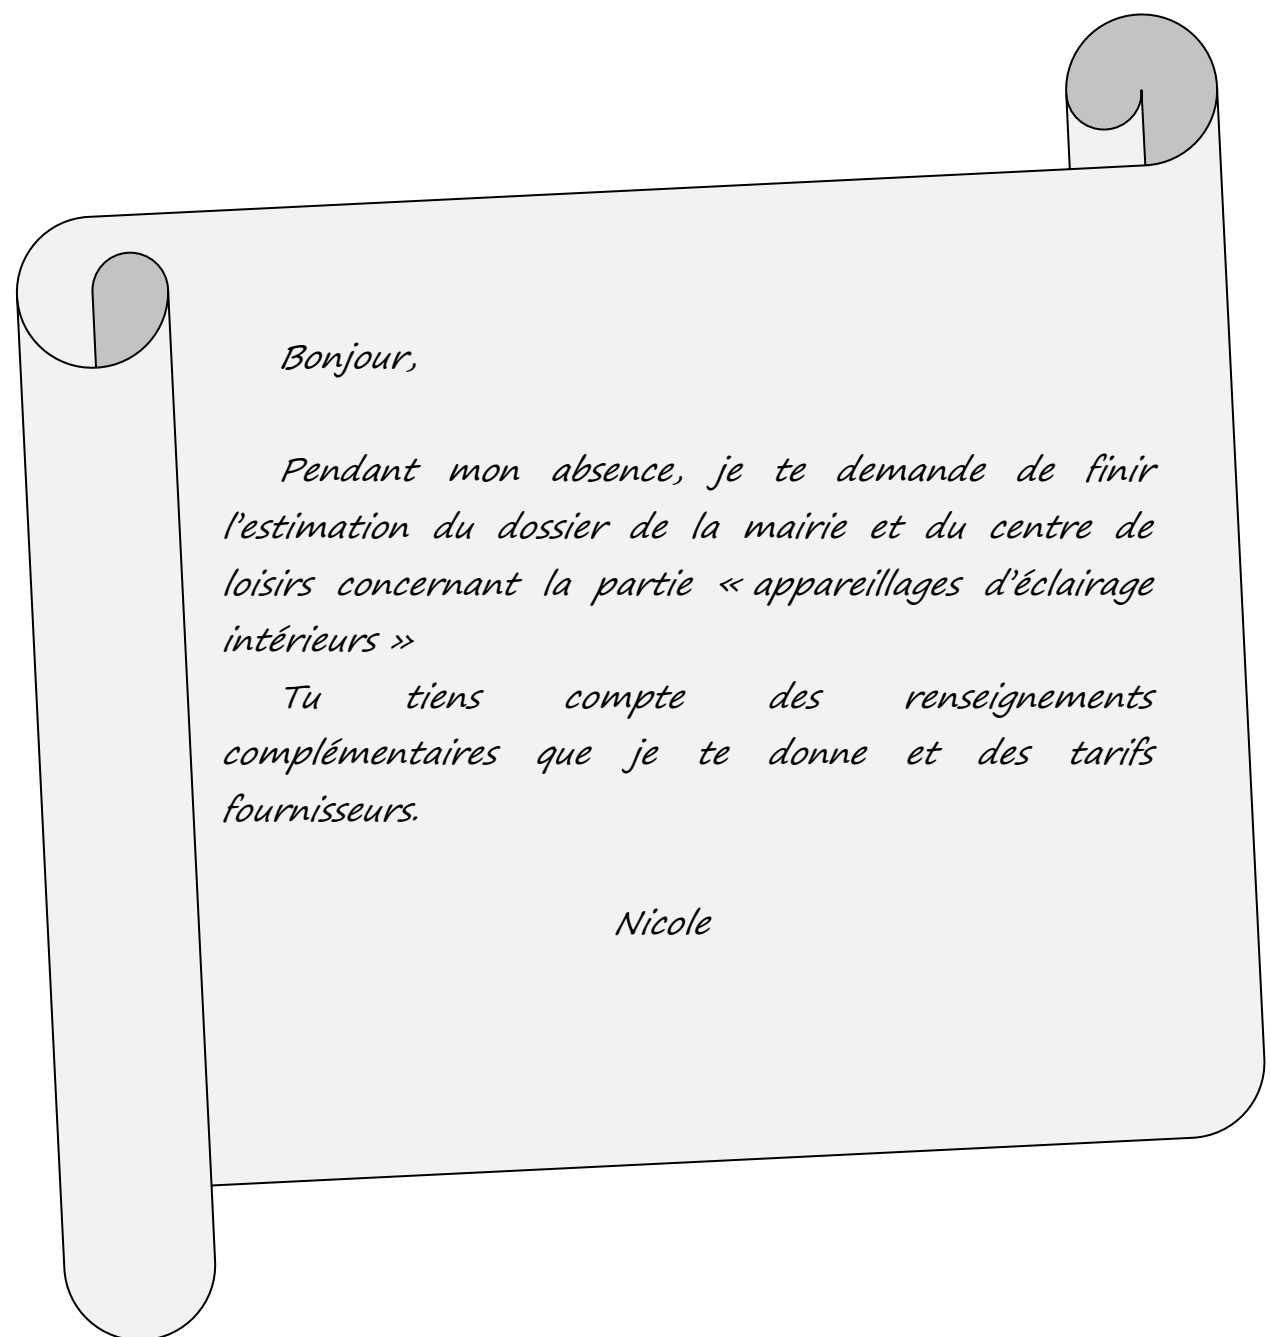 Bonjour,
Pendant mon absence, je te demande de finir
l'estimation du dossier de la mairie et du centre de
loisirs concernant la partie « appareillages d'éclairage
intérieurs »
Tu tiens compte des renseignements
complémentaires que je te donne et des tarifs
fournisseurs.
Nicole